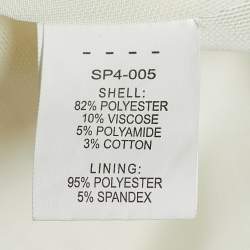 - - - -
SP4-005
SHELL:
82% POLYESTER
10% VISCOSE
5% POLYAMIDE
3% COTTON
LINING:
95% POLYESTER
5% SPANDEX